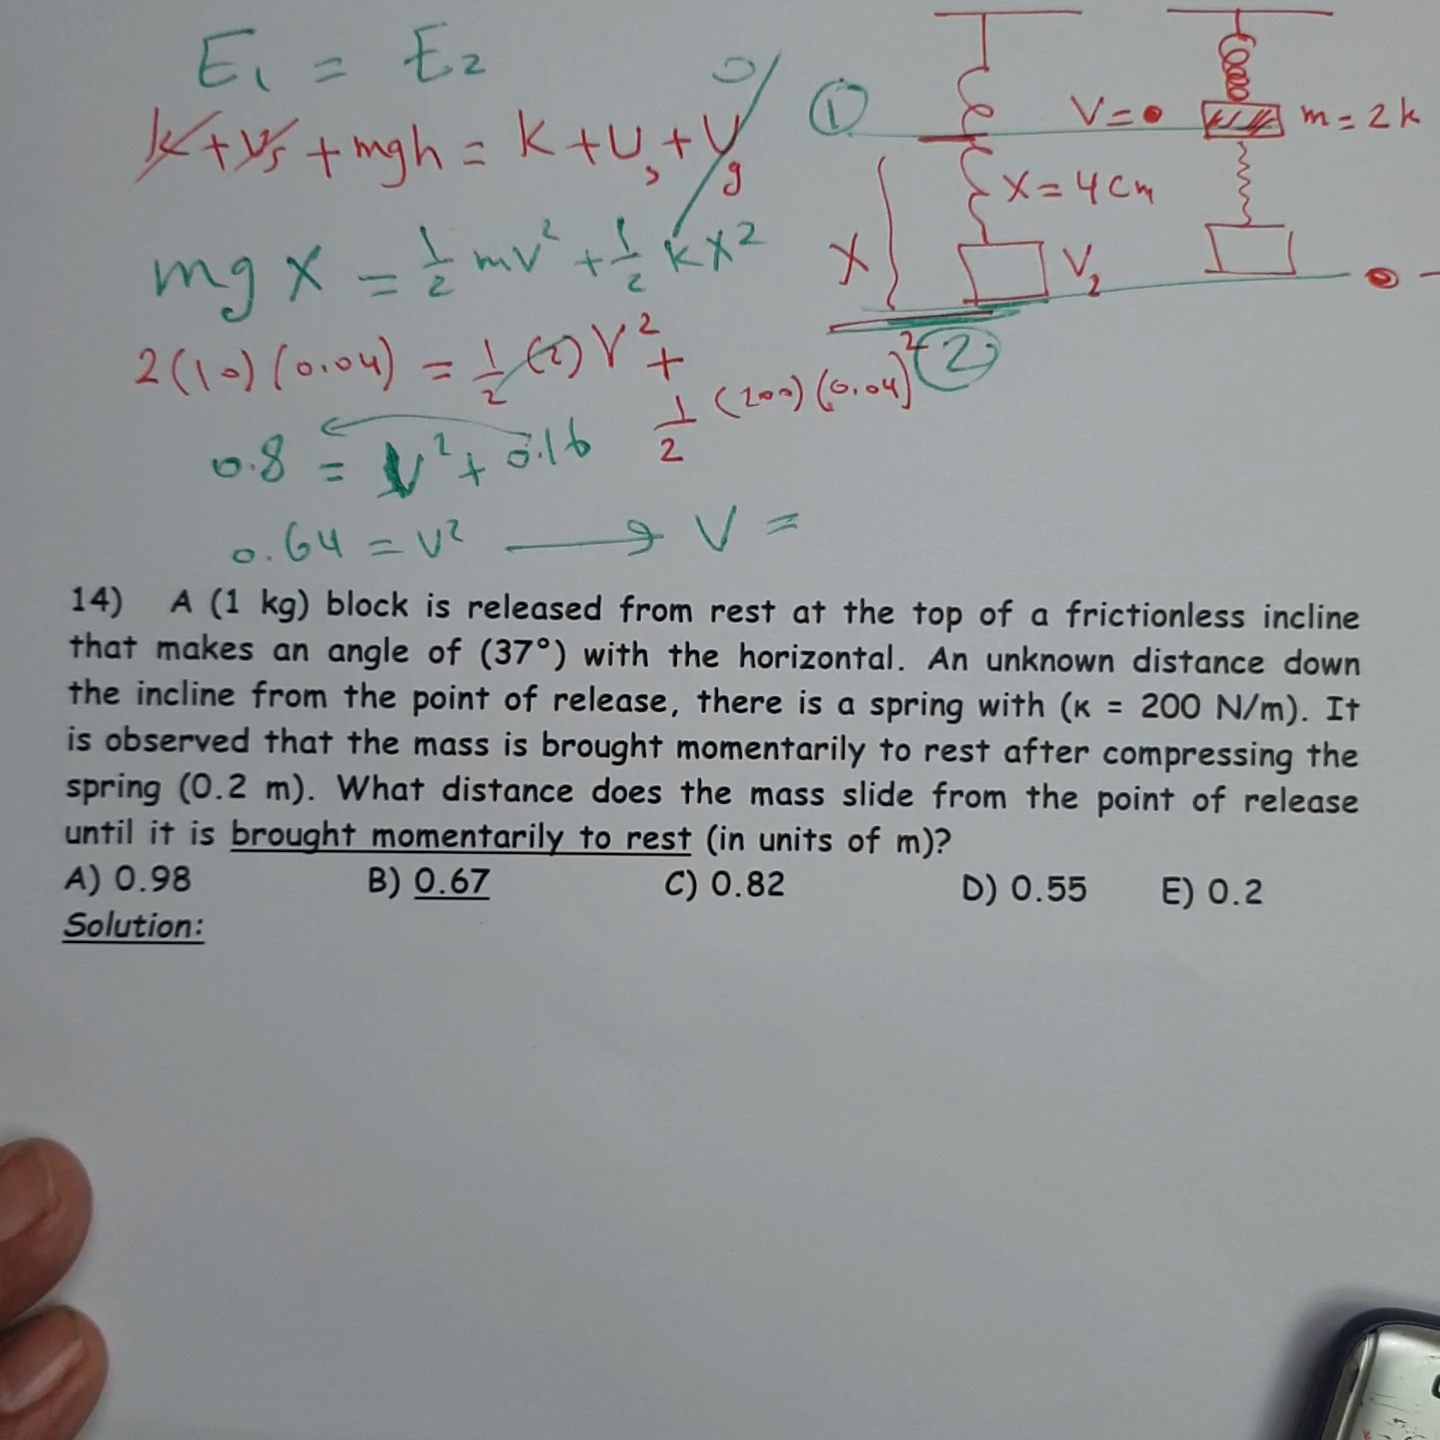 E1 = E2
K+Us+mgh = K+Us+Ug 0
mg x = 1/2 mv² + 1/2 kx²
2(10)(0.04) = 1/2 (2) V² +
1/2 (200)(0.04)²
0.8 = V² + 0.16
0.64 = V² → V =
1
V=0
m=2k
X=4cm
X
V2
2
14) A (1 kg) block is released from rest at the top of a frictionless incline
that makes an angle of (37°) with the horizontal. An unknown distance down
the incline from the point of release, there is a spring with (κ = 200 N/m). It
is observed that the mass is brought momentarily to rest after compressing the
spring (0.2 m). What distance does the mass slide from the point of release
until it is brought momentarily to rest (in units of m)?
A) 0.98 B) 0.67 C) 0.82 D) 0.55 E) 0.2
Solution: